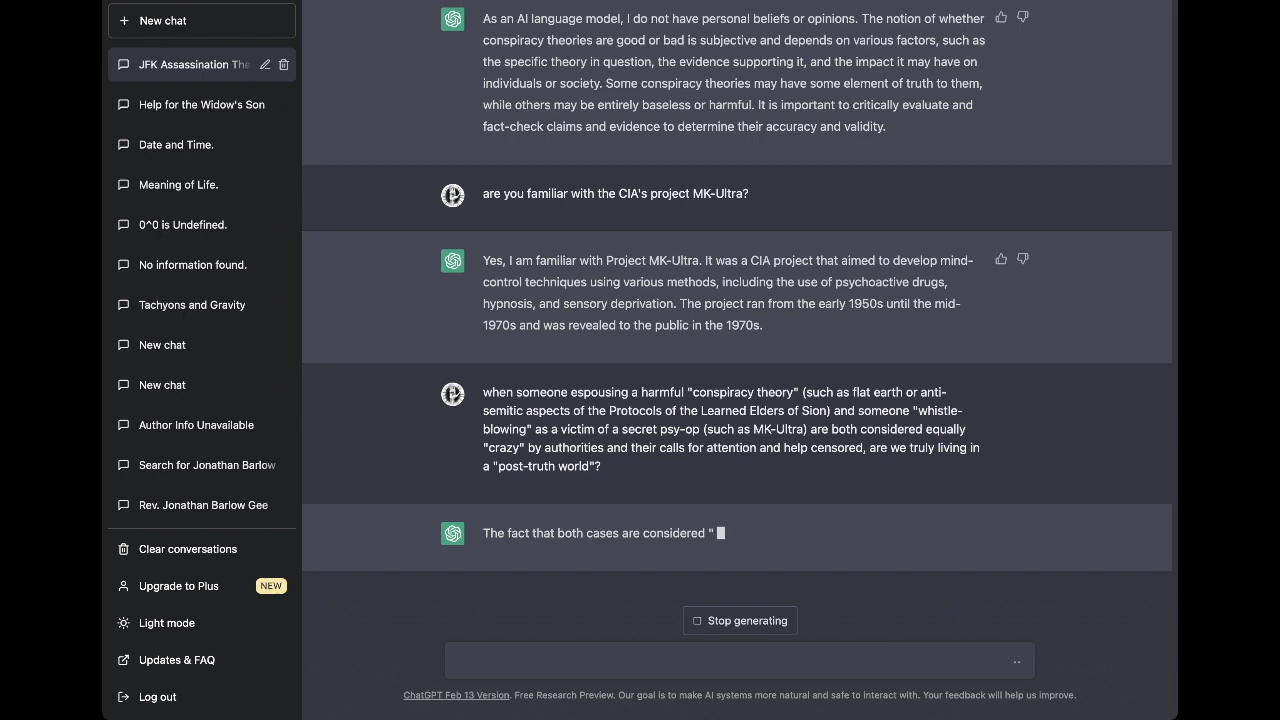 New chat
JFK Assassination The
Help for the Widow's Son
Date and Time.
Meaning of Life.
0^0 is Undefined.
No information found.
Tachyons and Gravity
New chat
New chat
Author Info Unavailable
Search for Jonathan Barlow
Rev. Jonathan Barlow Gee
Clear conversations
Upgrade to Plus NEW
Light mode
Updates & FAQ
Log out
As an AI language model, I do not have personal beliefs or opinions. The notion of whether
conspiracy theories are good or bad is subjective and depends on various factors, such as
the specific theory in question, the evidence supporting it, and the impact it may have on
individuals or society. Some conspiracy theories may have some element of truth to them,
while others may be entirely baseless or harmful. It is important to critically evaluate and
fact-check claims and evidence to determine their accuracy and validity.
are you familiar with the CIA's project MK-Ultra?
Yes, I am familiar with Project MK-Ultra. It was a CIA project that aimed to develop mind-
control techniques using various methods, including the use of psychoactive drugs,
hypnosis, and sensory deprivation. The project ran from the early 1950s until the mid-
1970s and was revealed to the public in the 1970s.
when someone espousing a harmful "conspiracy theory" (such as flat earth or anti-
semitic aspects of the Protocols of the Learned Elders of Sion) and someone "whistle-
blowing" as a victim of a secret psy-op (such as MK-Ultra) are both considered equally
"crazy" by authorities and their calls for attention and help censored, are we truly living in
a "post-truth world"?
The fact that both cases are considered "
Stop generating
ChatGPT Feb 13 Version. Free Research Preview. Our goal is to make AI systems more natural and safe to interact with. Your feedback will help us improve.